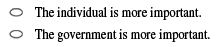 The individual is more important.
The government is more important.